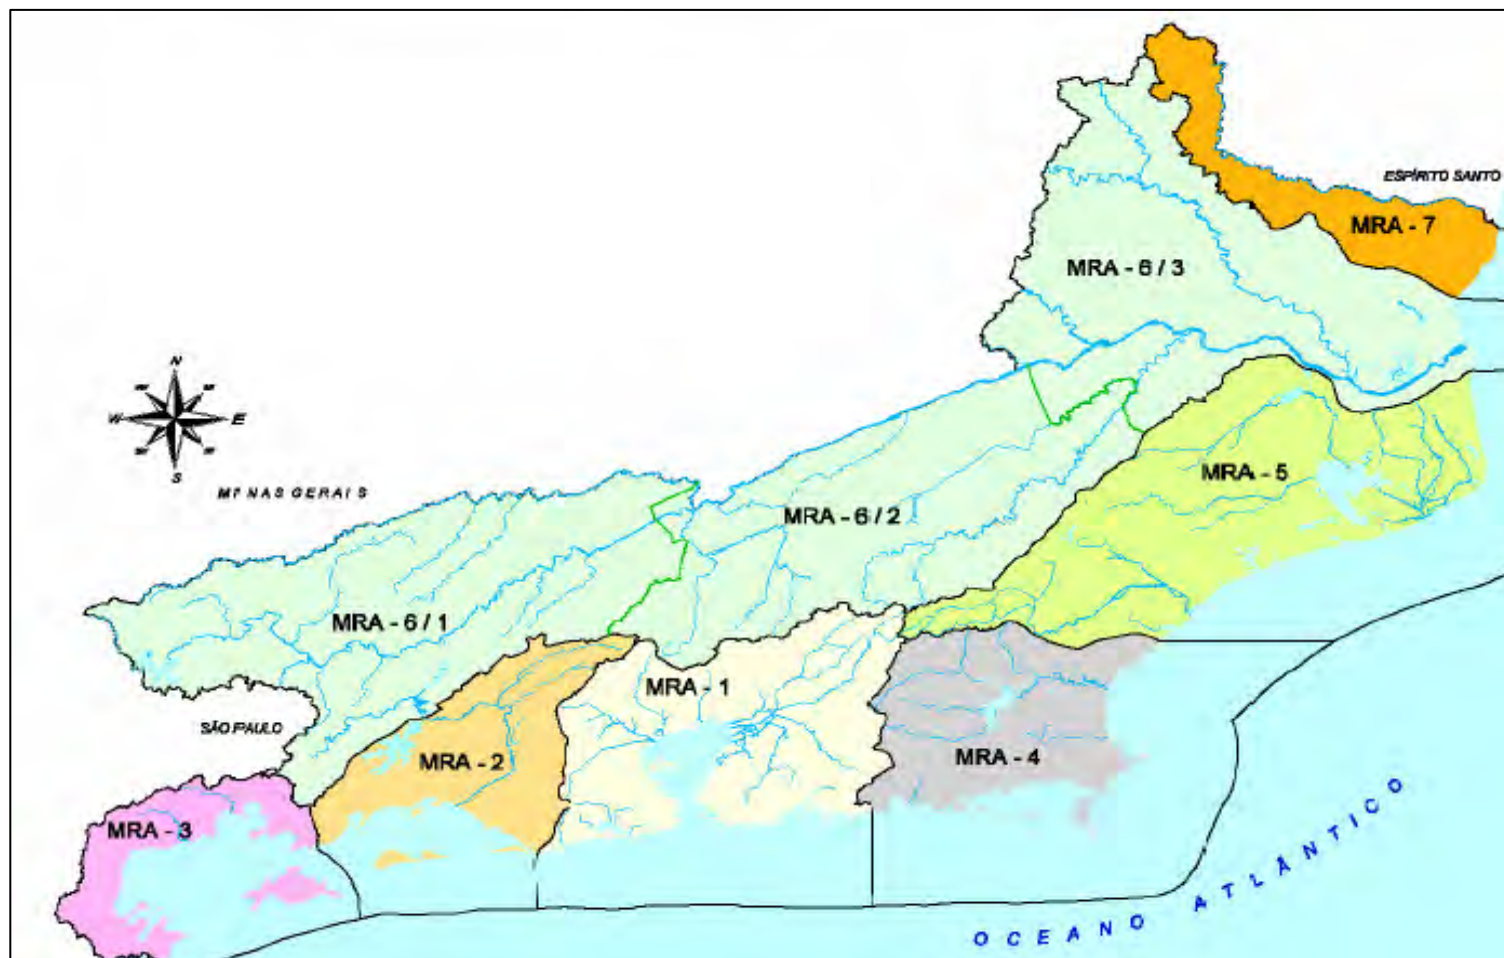 ESPÍRITO SANTO
MRA - 7
MRA - 6 / 3
N
W
E
S
MRA - 5
MINAS GERAIS
MRA - 6 / 2
MRA - 6 / 1
MRA - 1
SÃO PAULO
MRA - 2
MRA - 4
MRA - 3
OCEANO ATLÂNTICO